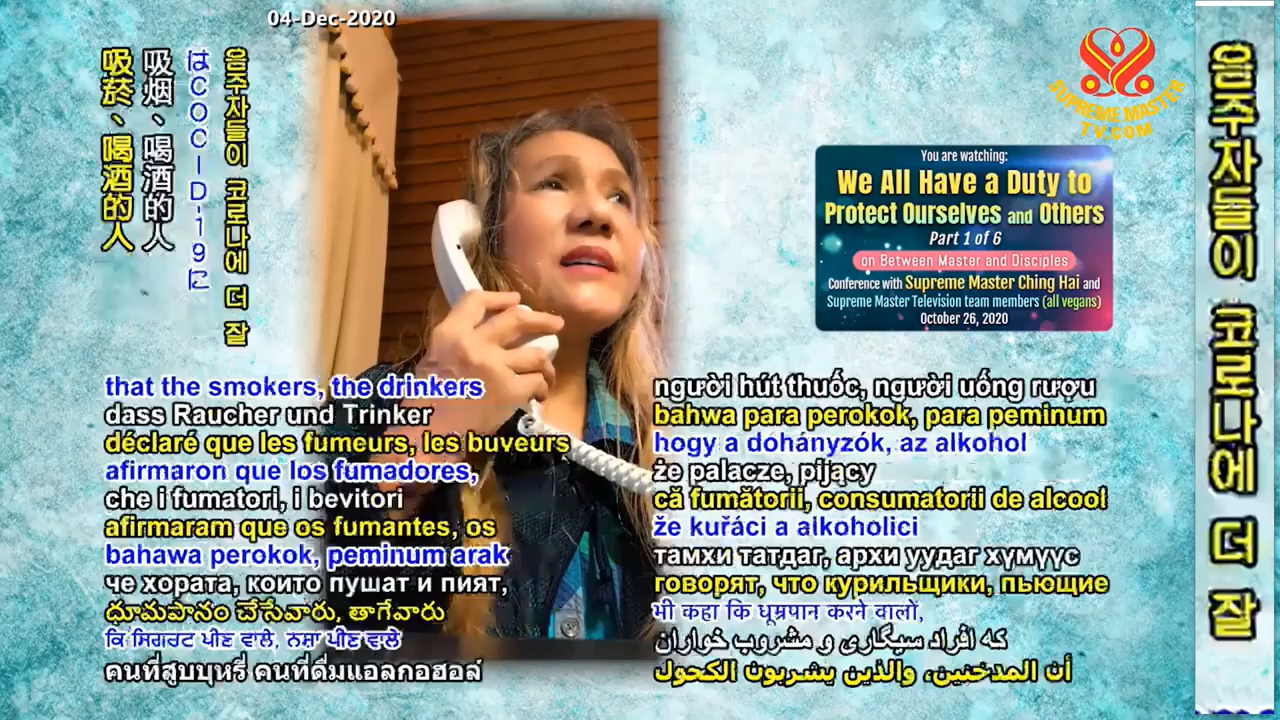 04-Dec-2020
吸菸、喝酒的人
吸烟、喝酒的人
はCOCID-19に
음주자들이 코로나에 더 잘
SUPREME MASTER
TV.COM
You are watching:
We All Have a Duty to
Protect Ourselves and Others
Part 1 of 6
on Between Master and Disciples
Conference with Supreme Master Ching Hai and
Supreme Master Television team members (all vegans)
October 26, 2020
that the smokers, the drinkers
dass Raucher und Trinker
déclaré que les fumeurs, les buveurs
afirmaron que los fumadores,
che i fumatori, i bevitori
afirmaram que os fumantes, os
bahawa perokok, peminum arak
че хората, които пушат и пият,
ధూమపానం చేసేవారు, తాగేవారు
ਕਿ ਸਿਗਰਟ ਪੀਣ ਵਾਲੇ, ਨਸ਼ਾ ਪੀਣ ਵਾਲੇ
คนที่สูบบุหรี่ คนที่ดื่มแอลกอฮอล์
người hút thuốc, người uống rượu
bahwa para perokok, para peminum
hogy a dohányzók, az alkohol
że palacze, pijący
că fumătorii, consumatorii de alcool
že kuřáci a alkoholici
тамхи татдаг, архи уудаг хүмүүс
говорят, что курильщики, пьющие
भी कहा कि धूम्रपान करने वालों,
که افراد سیگاری و مشروب خواران
أن المدخنين، والذين يشربون الكحول
음주자들이 코로나에 더 잘